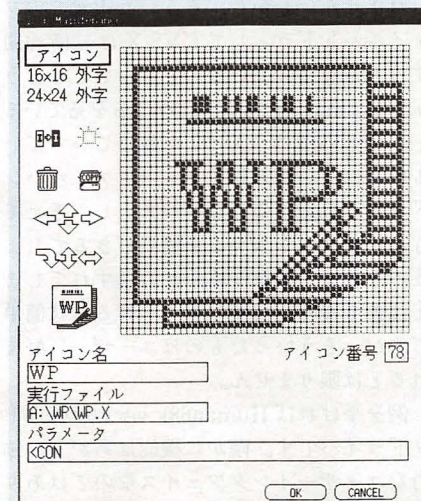 アイコン
16x16 外字
24x24 外字
COPY
WP
WP
アイコン名
アイコン番号 78
WP
実行ファイル
A:\WP\WP.X
パラメータ
<CON
OK
CANCEL